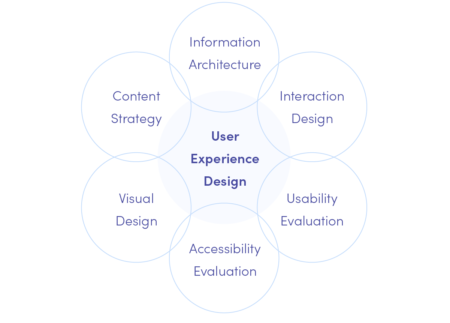 Information
Architecture
Content
Strategy
Interaction
Design
User
Experience
Design
Visual
Design
Usability
Evaluation
Accessibility
Evaluation